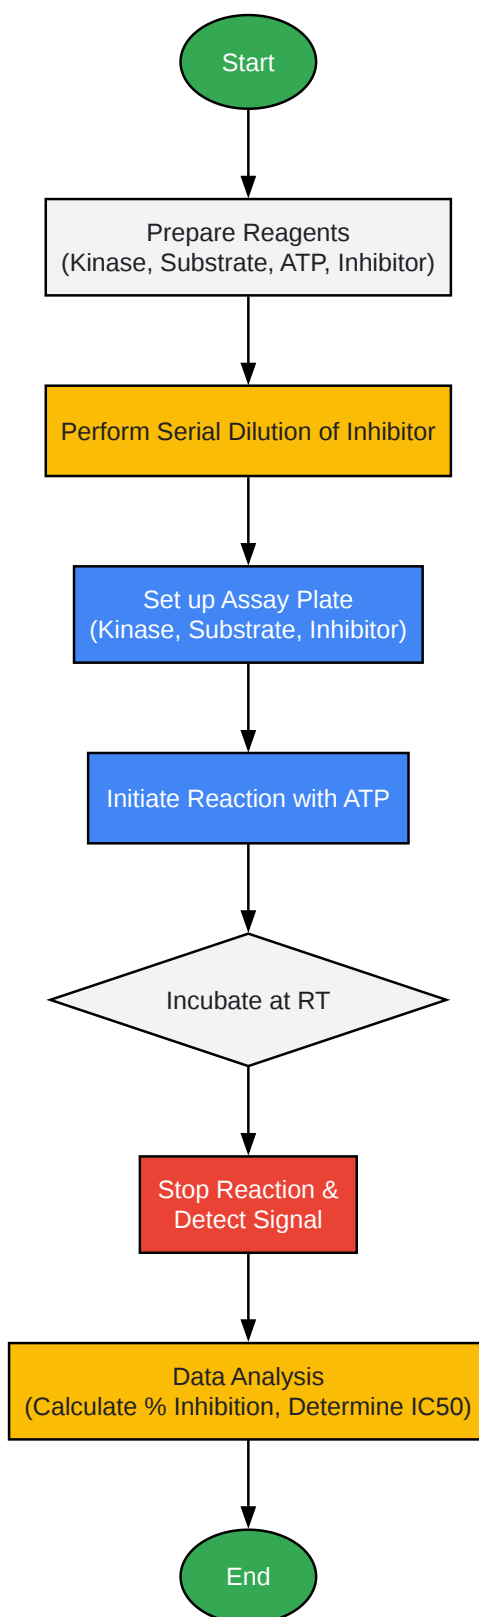 Start
Prepare Reagents
(Kinase, Substrate, ATP, Inhibitor)
Perform Serial Dilution of Inhibitor
Set up Assay Plate
(Kinase, Substrate, Inhibitor)
Initiate Reaction with ATP
Incubate at RT
Stop Reaction &
Detect Signal
Data Analysis
(Calculate % Inhibition, Determine IC50)
End